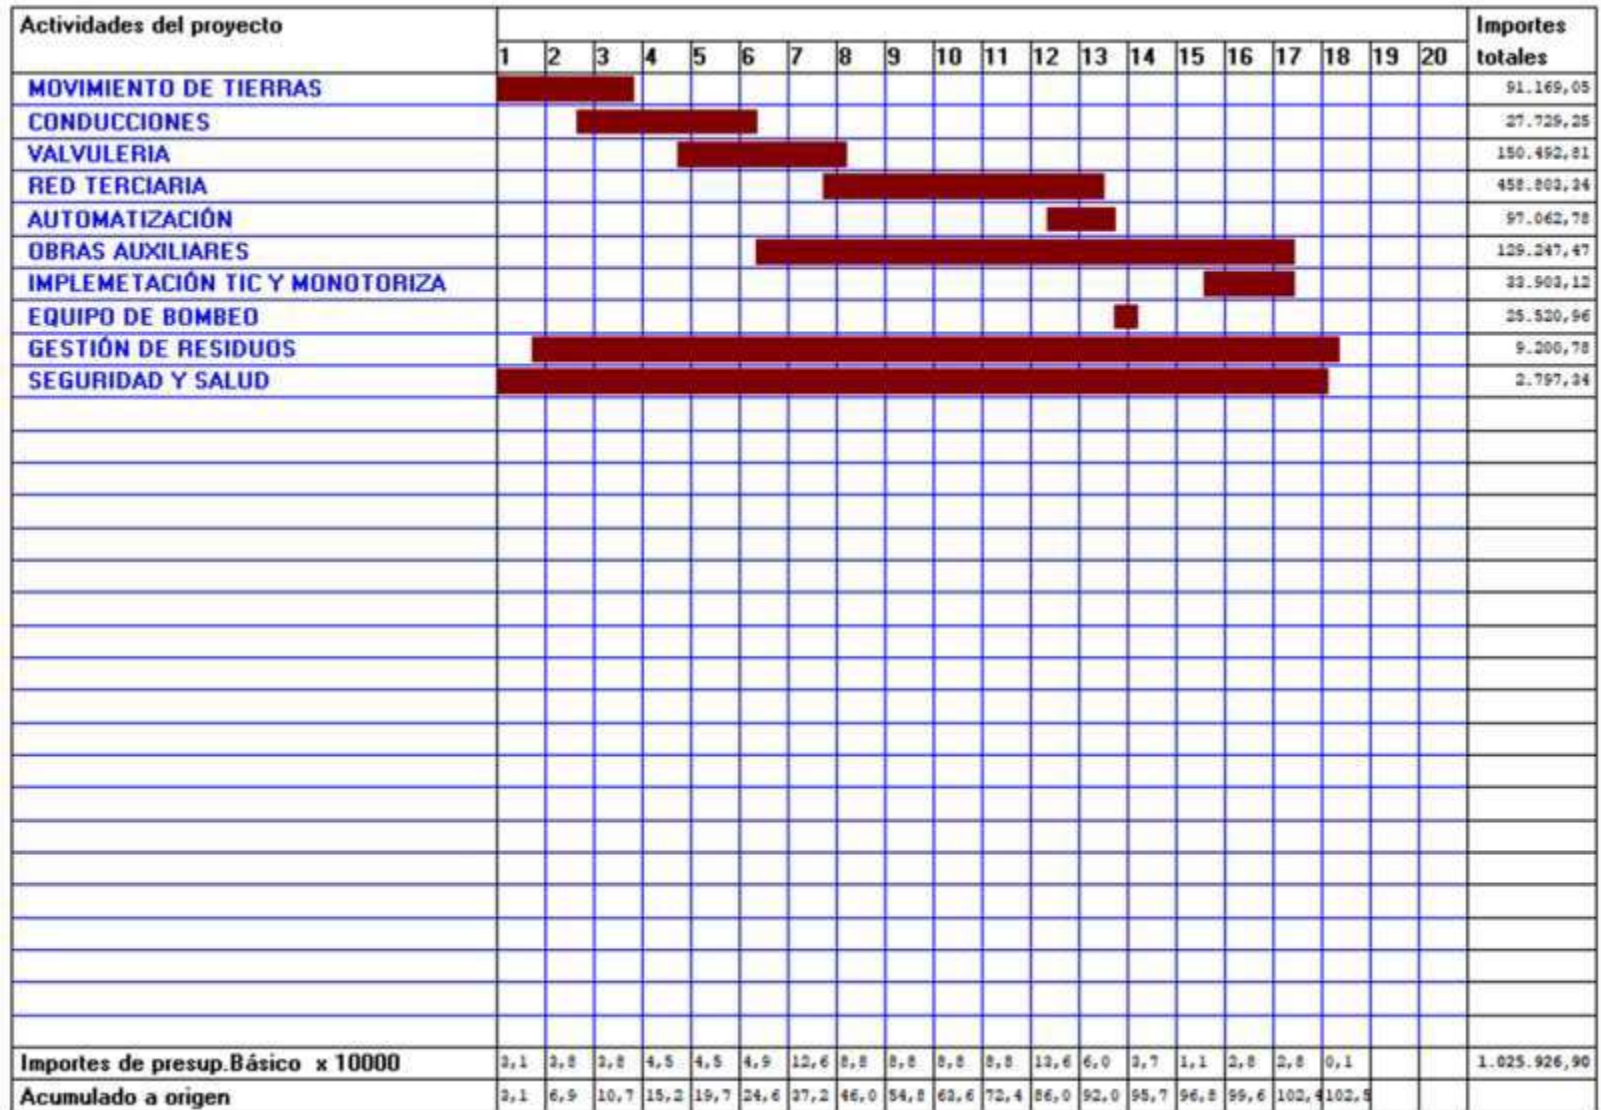 Actividades del proyecto Importes
1 2 3 4 5 6 7 8 9 10 11 12 13 14 15 16 17 18 19 20 totales
MOVIMIENTO DE TIERRAS 91.169,05
CONDUCCIONES 27.729,25
VALVULERIA 150.492,81
RED TERCIARIA 458.803,34
AUTOMATIZACIÓN 97.062,78
OBRAS AUXILIARES 129.247,47
IMPLEMETACIÓN TIC Y MONOTORIZA 33.903,12
EQUIPO DE BOMBEO 25.520,96
GESTIÓN DE RESIDUOS 9.200,78
SEGURIDAD Y SALUD 2.797,34
Importes de presup.Básico x 10000 3,1 3,8 3,8 4,5 4,5 4,9 12,6 8,8 8,8 8,8 8,8 13,6 6,0 3,7 1,1 2,8 2,8 0,1 1.025.926,90
Acumulado a origen 3,1 6,9 10,7 15,2 19,7 24,6 37,2 46,0 54,8 63,6 72,4 86,0 92,0 95,7 96,8 99,6 102,4 102,5